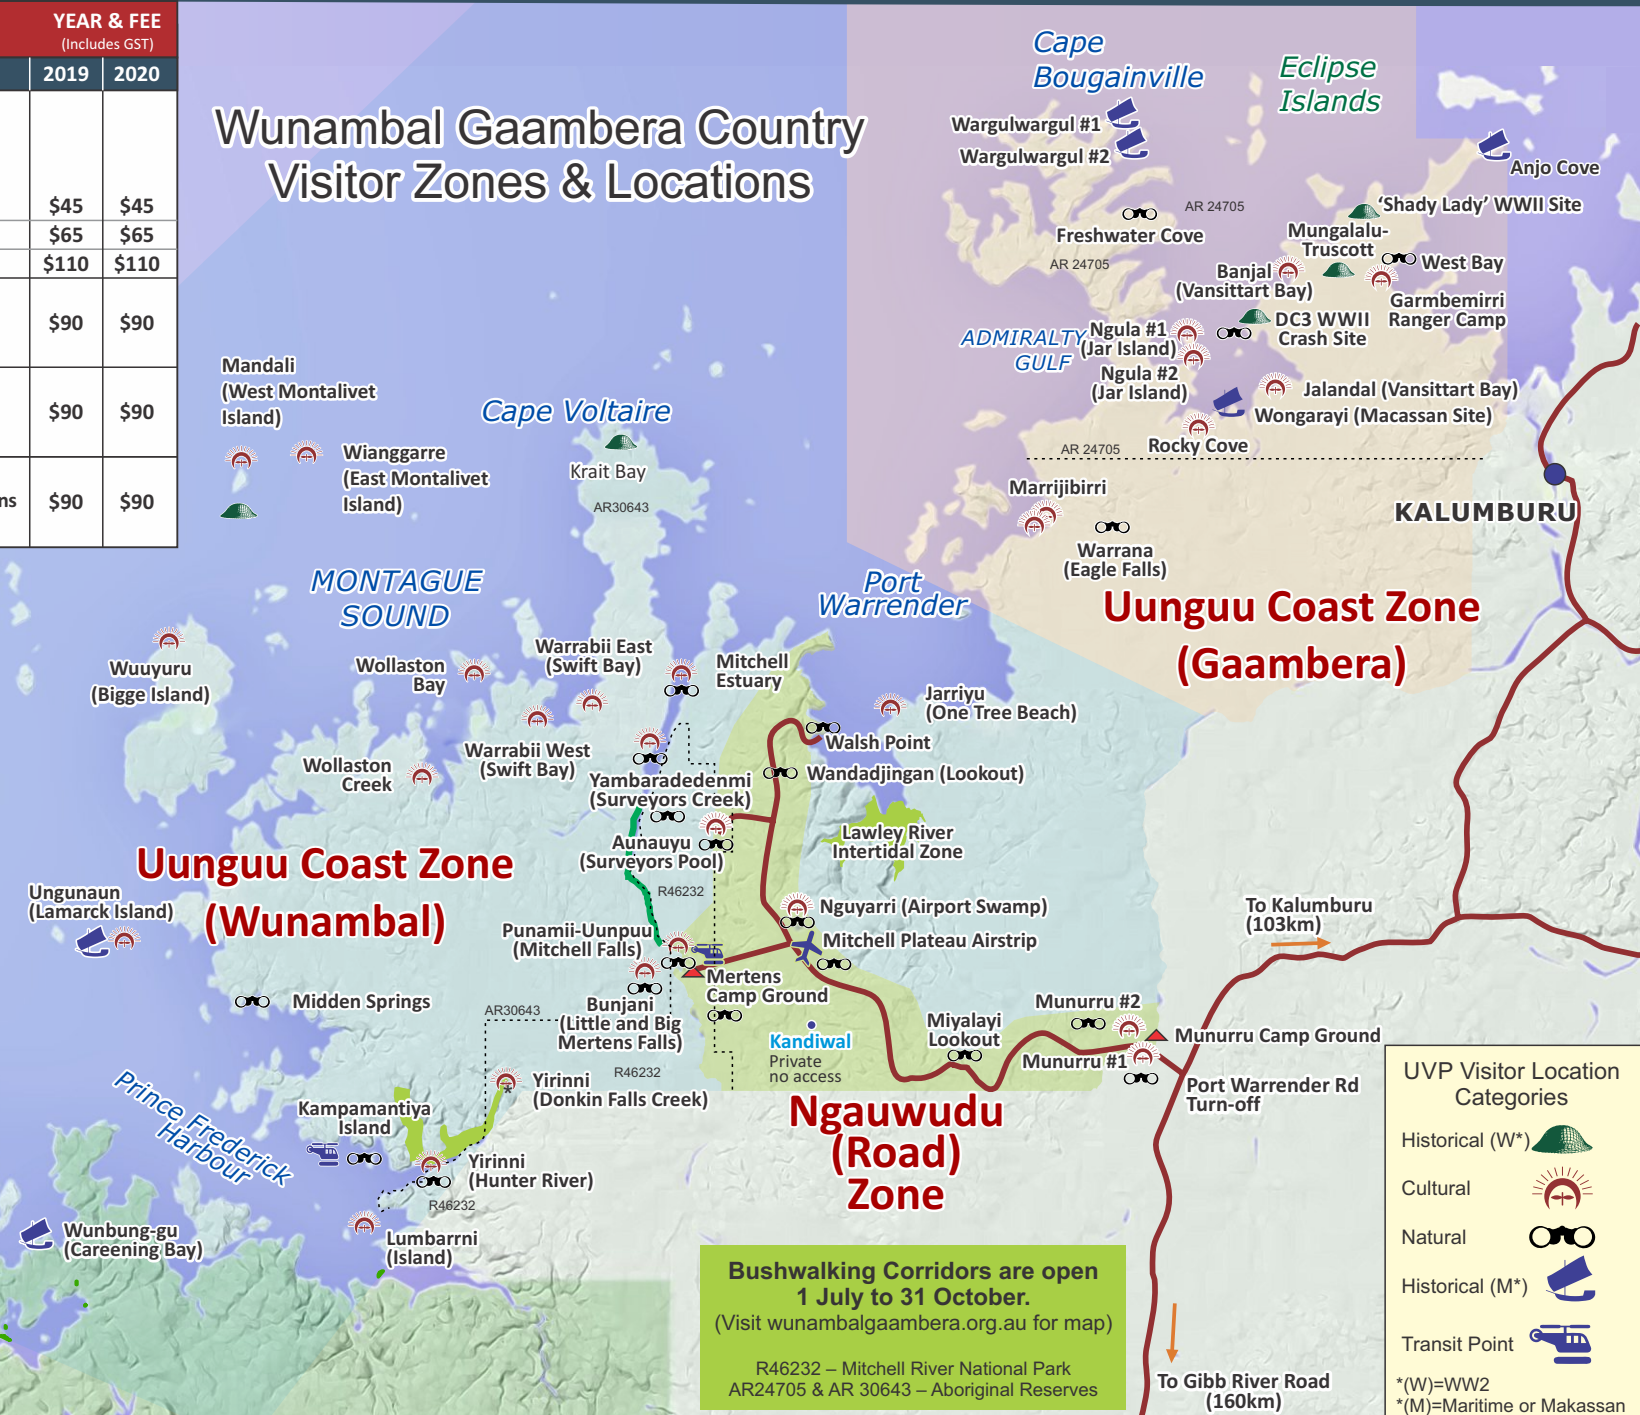 YEAR & FEE
(Includes GST)
2019 2020
$45 $45
$65 $65
$110 $110
$90 $90
$90 $90
ns $90 $90
Wunambal Gaambera Country
Visitor Zones & Locations
Cape
Bougainville
Eclipse
Islands
Wargulwargul #1
Wargulwargul #2
Anjo Cove
AR 24705
'Shady Lady' WWII Site
Freshwater Cove
Mungalalu-
Truscott
West Bay
AR 24705
Banjal
(Vansittart Bay)
Garmbemirri
Ranger Camp
ADMIRALTY
GULF
Ngula #1
(Jar Island)
DC3 WWII
Crash Site
Ngula #2
(Jar Island)
Jalandal (Vansittart Bay)
Wongarayi (Macassan Site)
Rocky Cove
AR 24705
Mandali
(West Montalivet
Island)
Cape Voltaire
Wianggarre
(East Montalivet
Island)
Krait Bay
AR30643
Marrijibirri
KALUMBURU
Warrana
(Eagle Falls)
MONTAGUE
SOUND
Port
Warrender
Uunguu Coast Zone
(Gaambera)
Wuuyuru
(Bigge Island)
Wollaston
Bay
Warrabii East
(Swift Bay)
Mitchell
Estuary
Jarriyu
(One Tree Beach)
Warrabii West
(Swift Bay)
Walsh Point
Wollaston
Creek
Yambaradedenmi
(Surveyors Creek)
Wandadjingan (Lookout)
Aunauyu
(Surveyors Pool)
Lawley River
Intertidal Zone
Uunguu Coast Zone
(Wunambal)
R46232
Ungunaun
(Lamarck Island)
Nguyarri (Airport Swamp)
To Kalumburu
(103km)
Punamii-Uunpuu
(Mitchell Falls)
Mitchell Plateau Airstrip
Mertens
Camp Ground
Midden Springs
AR30643
Bunjani
(Little and Big
Mertens Falls)
Munurru #2
Miyalayi
Lookout
Munurru Camp Ground
Kandiwal
Private
no access
Munurru #1
R46232
Port Warrender Rd
Turn-off
Prince Frederick
Harbour
Yirinni
(Donkin Falls Creek)
Kampamantiya
Island
Ngauwudu
(Road)
Zone
Yirinni
(Hunter River)
R46232
Wunbung-gu
(Careening Bay)
Lumbarrni
(Island)
Bushwalking Corridors are open
1 July to 31 October.
(Visit wunambalgaambera.org.au for map)
R46232 – Mitchell River National Park
AR24705 & AR 30643 – Aboriginal Reserves
To Gibb River Road
(160km)
UVP Visitor Location
Categories
Historical (W*)
Cultural
Natural
Historical (M*)
Transit Point
*(W)=WW2
*(M)=Maritime or Makassan